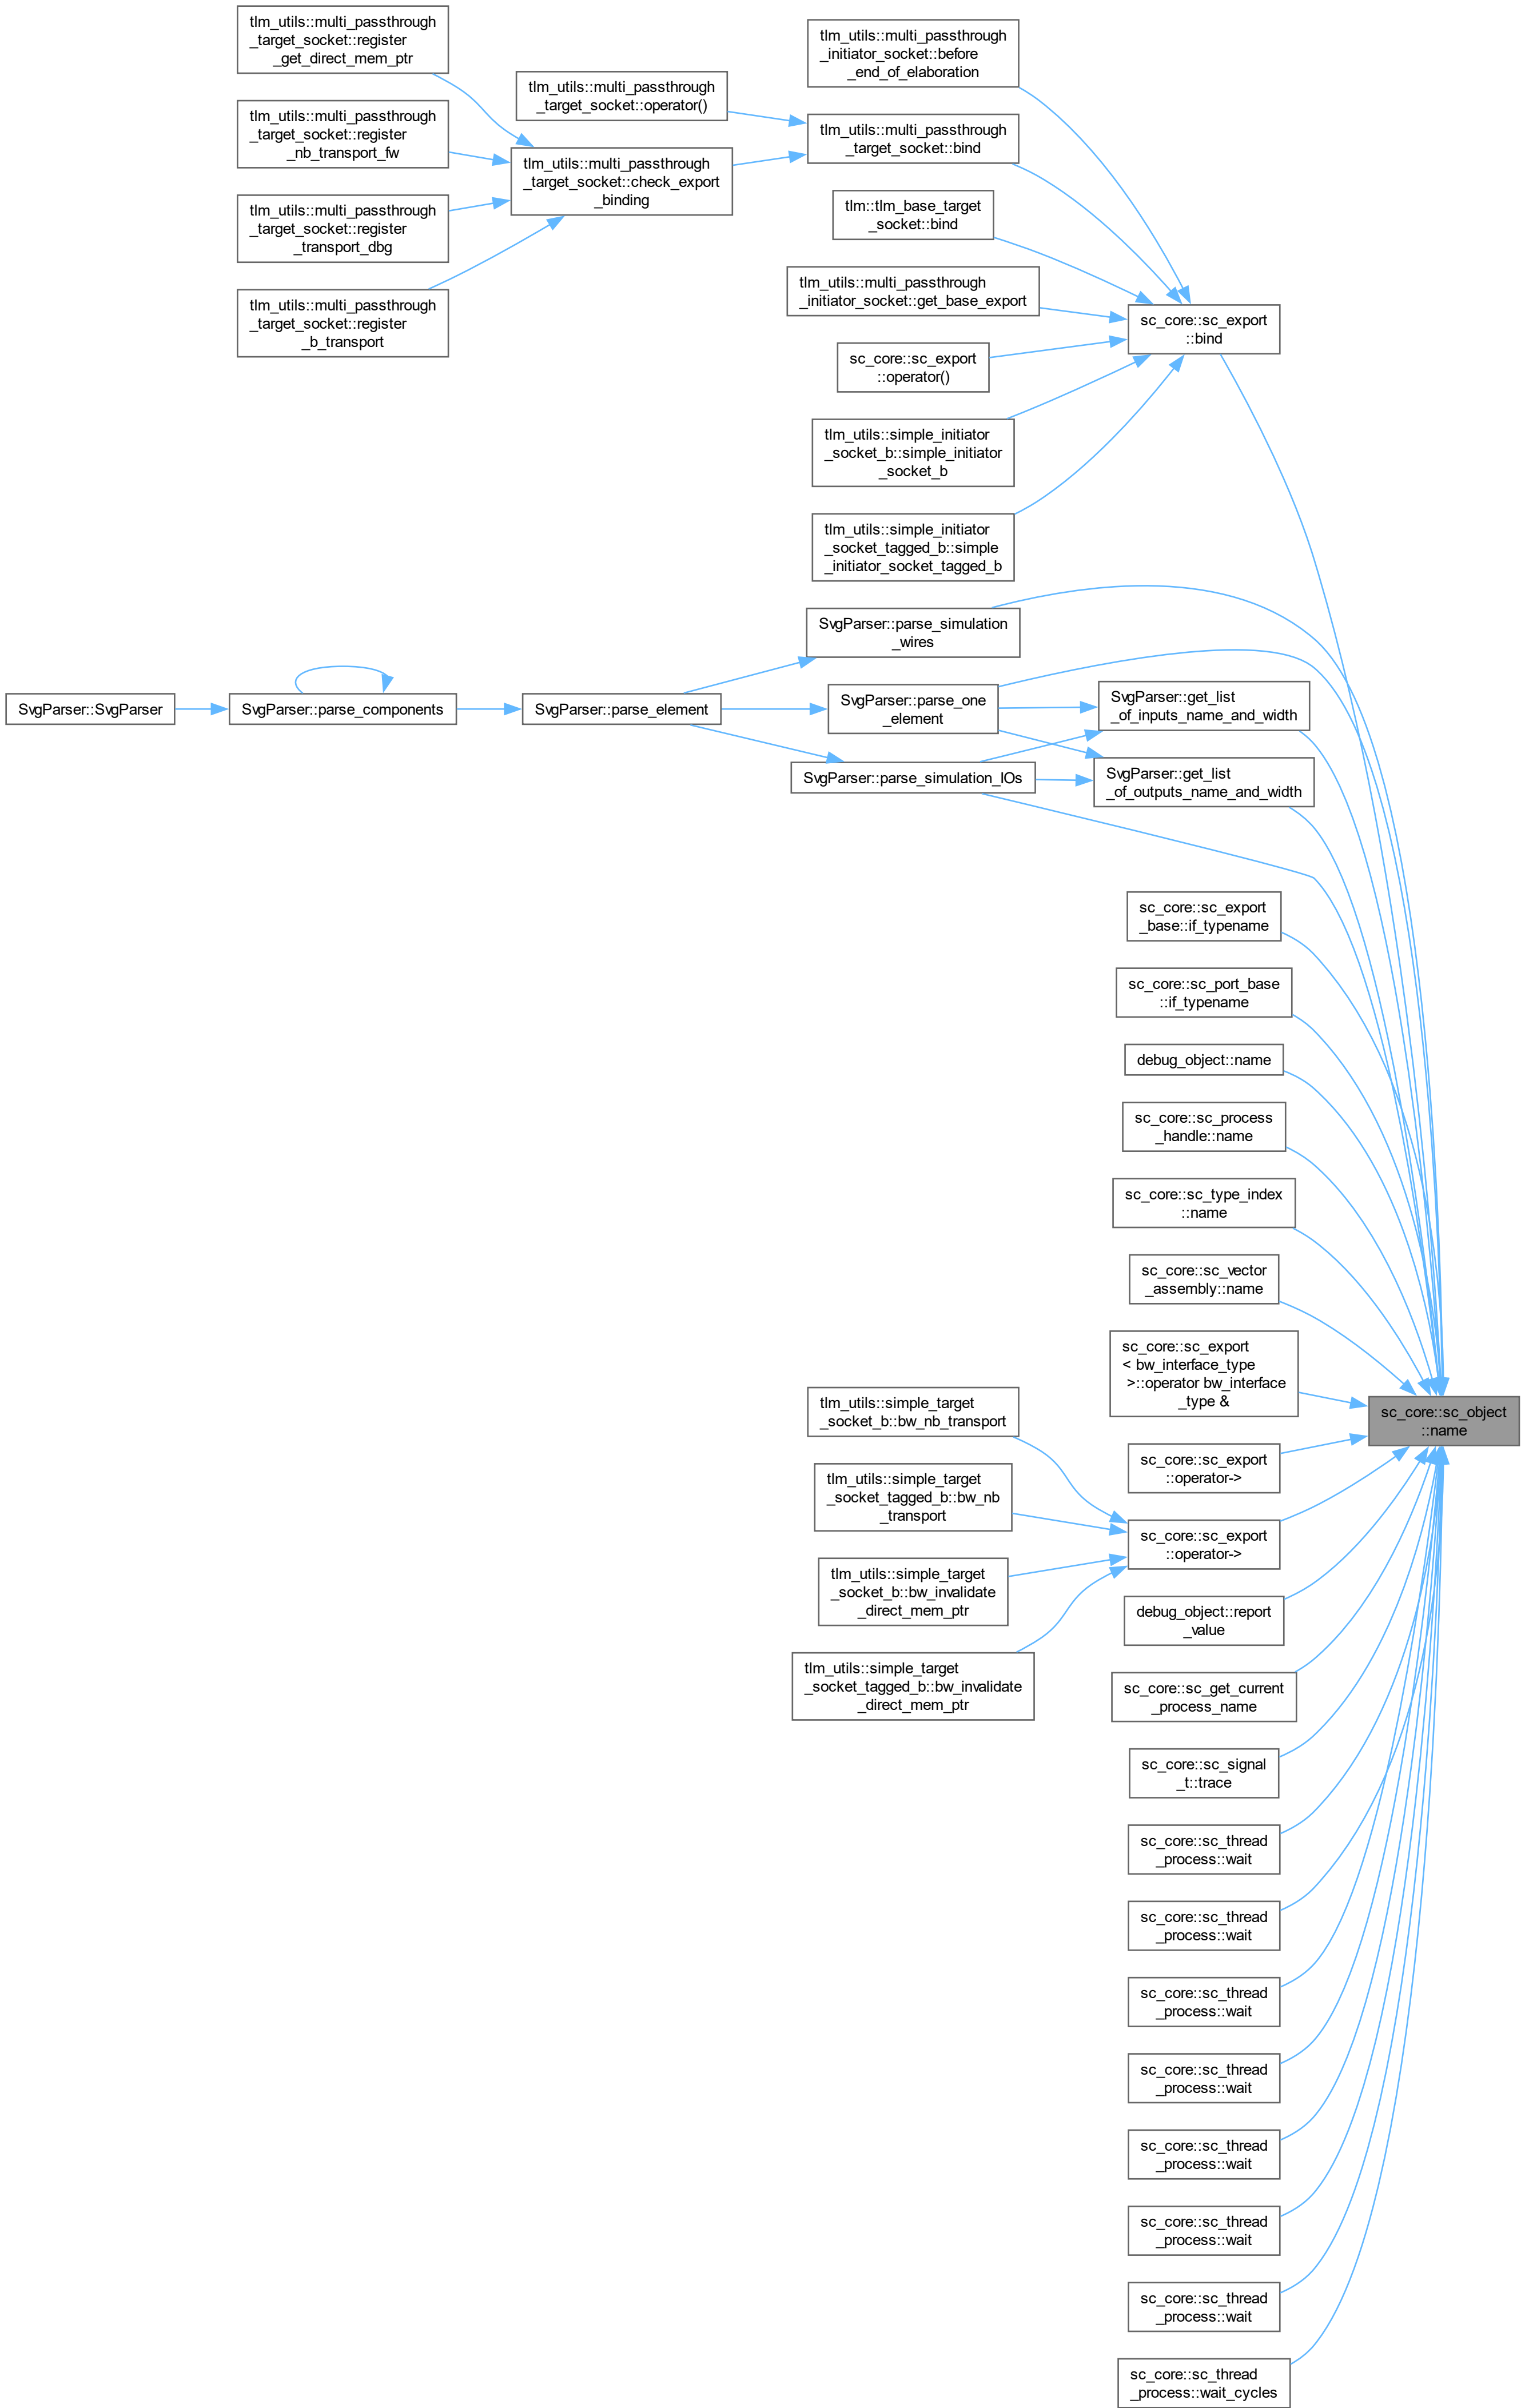 tlm_utils::multi_passthrough
_target_socket::register
_get_direct_mem_ptr
tlm_utils::multi_passthrough
_target_socket::register
_nb_transport_fw
tlm_utils::multi_passthrough
_target_socket::register
_transport_dbg
tlm_utils::multi_passthrough
_target_socket::register
_b_transport
tlm_utils::multi_passthrough
_target_socket::operator()
tlm_utils::multi_passthrough
_target_socket::check_export
_binding
tlm_utils::multi_passthrough
_initiator_socket::before
_end_of_elaboration
tlm_utils::multi_passthrough
_target_socket::bind
tlm::tlm_base_target
_socket::bind
tlm_utils::multi_passthrough
_initiator_socket::get_base_export
sc_core::sc_export
::operator()
tlm_utils::simple_initiator
_socket_b::simple_initiator
_socket_b
tlm_utils::simple_initiator
_socket_tagged_b::simple
_initiator_socket_tagged_b
sc_core::sc_export
::bind
SvgParser::parse_simulation
_wires
SvgParser::SvgParser
SvgParser::parse_components
SvgParser::parse_element
SvgParser::parse_one
_element
SvgParser::get_list
_of_inputs_name_and_width
SvgParser::parse_simulation_IOs
SvgParser::get_list
_of_outputs_name_and_width
sc_core::sc_export
_base::if_typename
sc_core::sc_port_base
::if_typename
debug_object::name
sc_core::sc_process
_handle::name
sc_core::sc_type_index
::name
sc_core::sc_vector
_assembly::name
sc_core::sc_export
< bw_interface_type
>::operator bw_interface
_type &
sc_core::sc_object
::name
sc_core::sc_export
::operator->
sc_core::sc_export
::operator->
tlm_utils::simple_target
_socket_b::bw_nb_transport
tlm_utils::simple_target
_socket_tagged_b::bw_nb
_transport
tlm_utils::simple_target
_socket_b::bw_invalidate
_direct_mem_ptr
tlm_utils::simple_target
_socket_tagged_b::bw_invalidate
_direct_mem_ptr
debug_object::report
_value
sc_core::sc_get_current
_process_name
sc_core::sc_signal
_t::trace
sc_core::sc_thread
_process::wait
sc_core::sc_thread
_process::wait
sc_core::sc_thread
_process::wait
sc_core::sc_thread
_process::wait
sc_core::sc_thread
_process::wait
sc_core::sc_thread
_process::wait
sc_core::sc_thread
_process::wait
sc_core::sc_thread
_process::wait_cycles